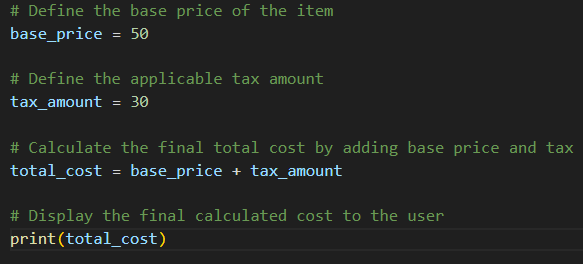 # Define the base price of the item
base_price = 50
# Define the applicable tax amount
tax_amount = 30
# Calculate the final total cost by adding base price and tax
total_cost = base_price + tax_amount
# Display the final calculated cost to the user
print(total_cost)